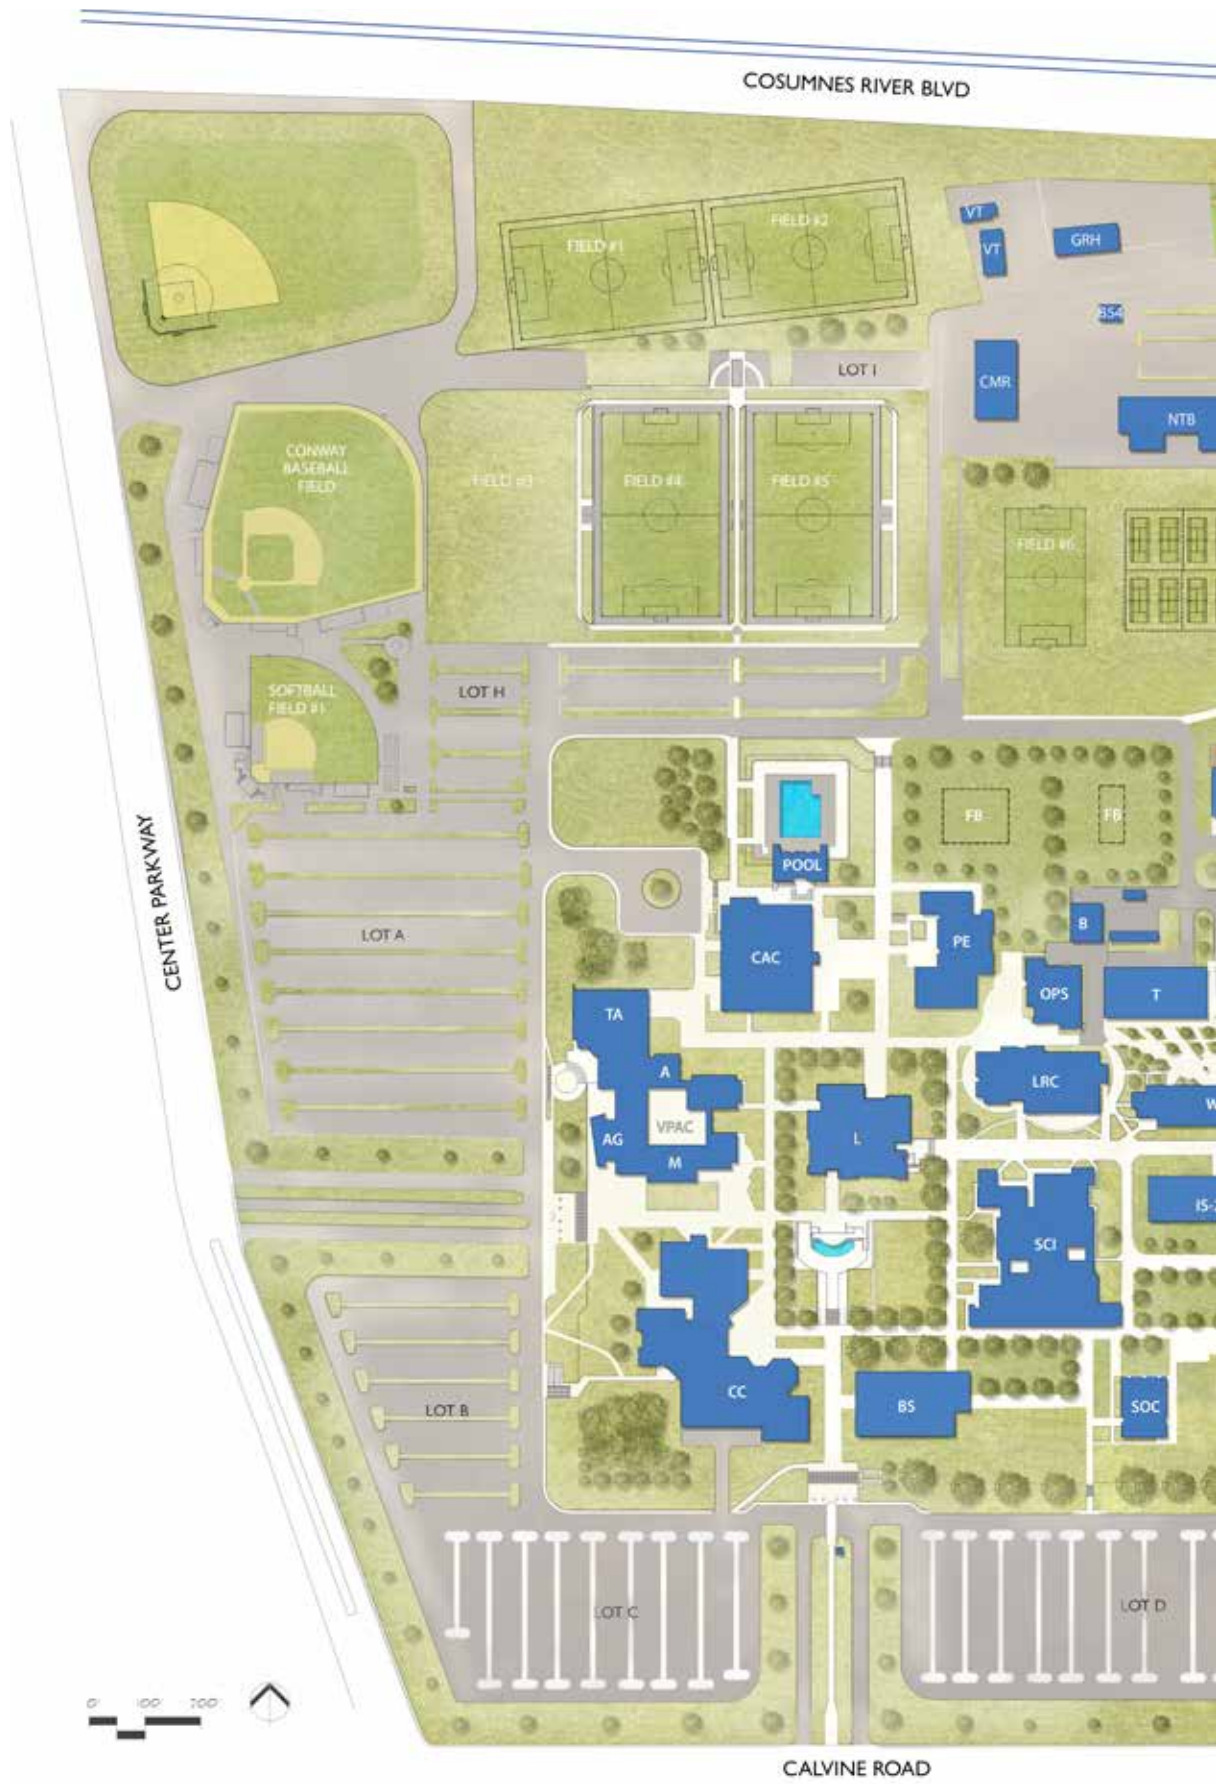 COSUMNES RIVER BLVD
VT
FIELD #2
FIELD #1
VT
GRH
854
LOT I
CMR
NTB
CONWAY
BASEBALL
FIELD
FIELD #3
FIELD #4
FIELD #5
FIELD #6
SOFTBALL
FIELD #1
LOT H
FB
FB
POOL
CENTER PARKWAY
LOT A
B
PE
CAC
OPS
T
TA
A
LRC
W
VPAC
AG
L
M
IS-
SCI
CC
BS
SOC
LOT B
LOT C
LOT D
0' 100' 200'
CALVINE ROAD